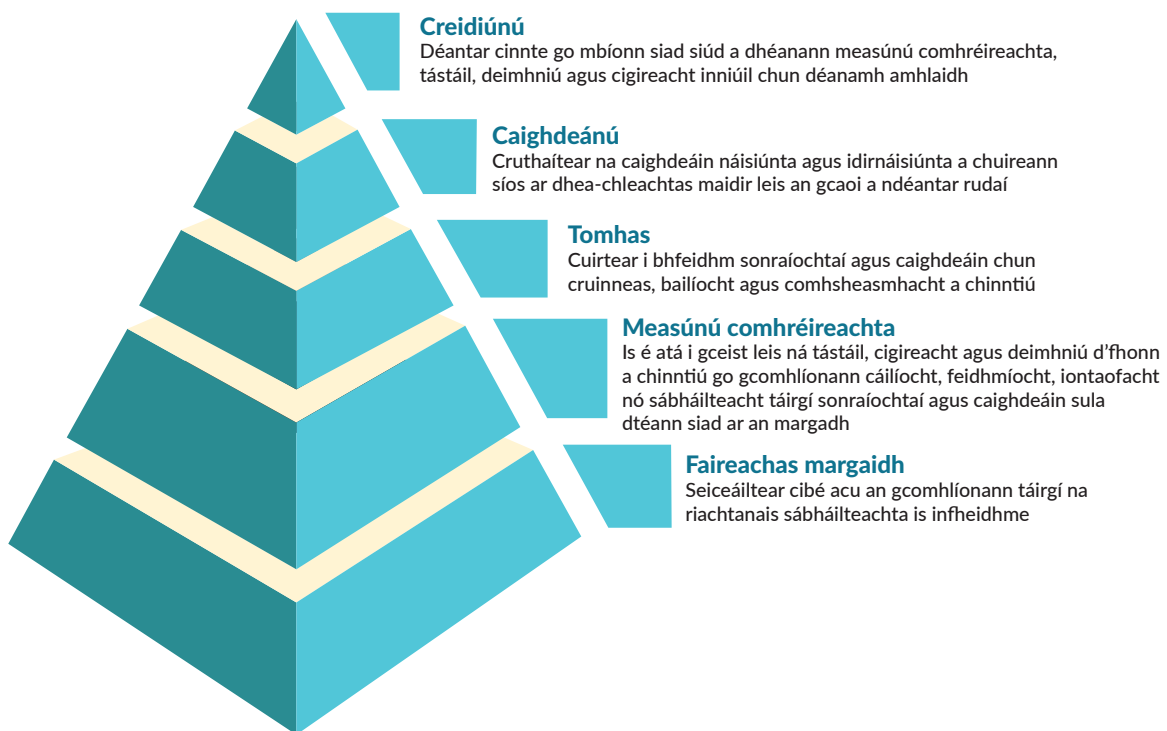 Creidiúnú
Déantar cinnte go mbíonn siad siúd a dhéanann measúnú comhréireachta,
tástáil, deimhniú agus cigireacht inniúil chun déanamh amhlaidh
Caighdeánú
Cruthaítear na caighdeáin náisiúnta agus idirnáisiúnta a chuireann
síos ar dhea-chleachtas maidir leis an gcaoi a ndéantar rudaí
Tomhas
Cuirtear i bhfeidhm sonraíochtaí agus caighdeáin chun
cruinneas, bailíocht agus comhsheasmhacht a chinntiú
Measúnú comhréireachta
Is é atá i gceist leis ná tástáil, cigireacht agus deimhniú d’fhonn
a chinntiú go gcomhlíonann cáilíocht, feidhmíocht, iontaofacht
nó sábháilteacht táirgí sonraíochtaí agus caighdeáin sula
dtéann siad ar an margadh
Faireachas margaidh
Seiceáiltear cibé acu an gcomhlíonann táirgí na
riachtanais sábháilteachta is infheidhme